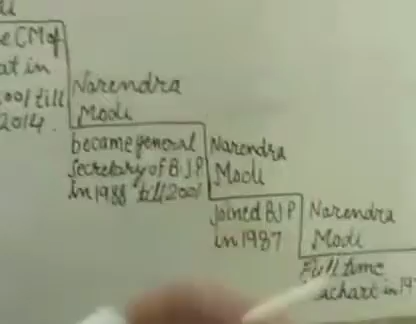 e CM of
at in
2001 till
2014.
Narendra
Modi
became general
secretary of BJP
in 1988 till 2001
Narendra
Modi
joined BJP
in 1987
Narendra
Modi
Full time